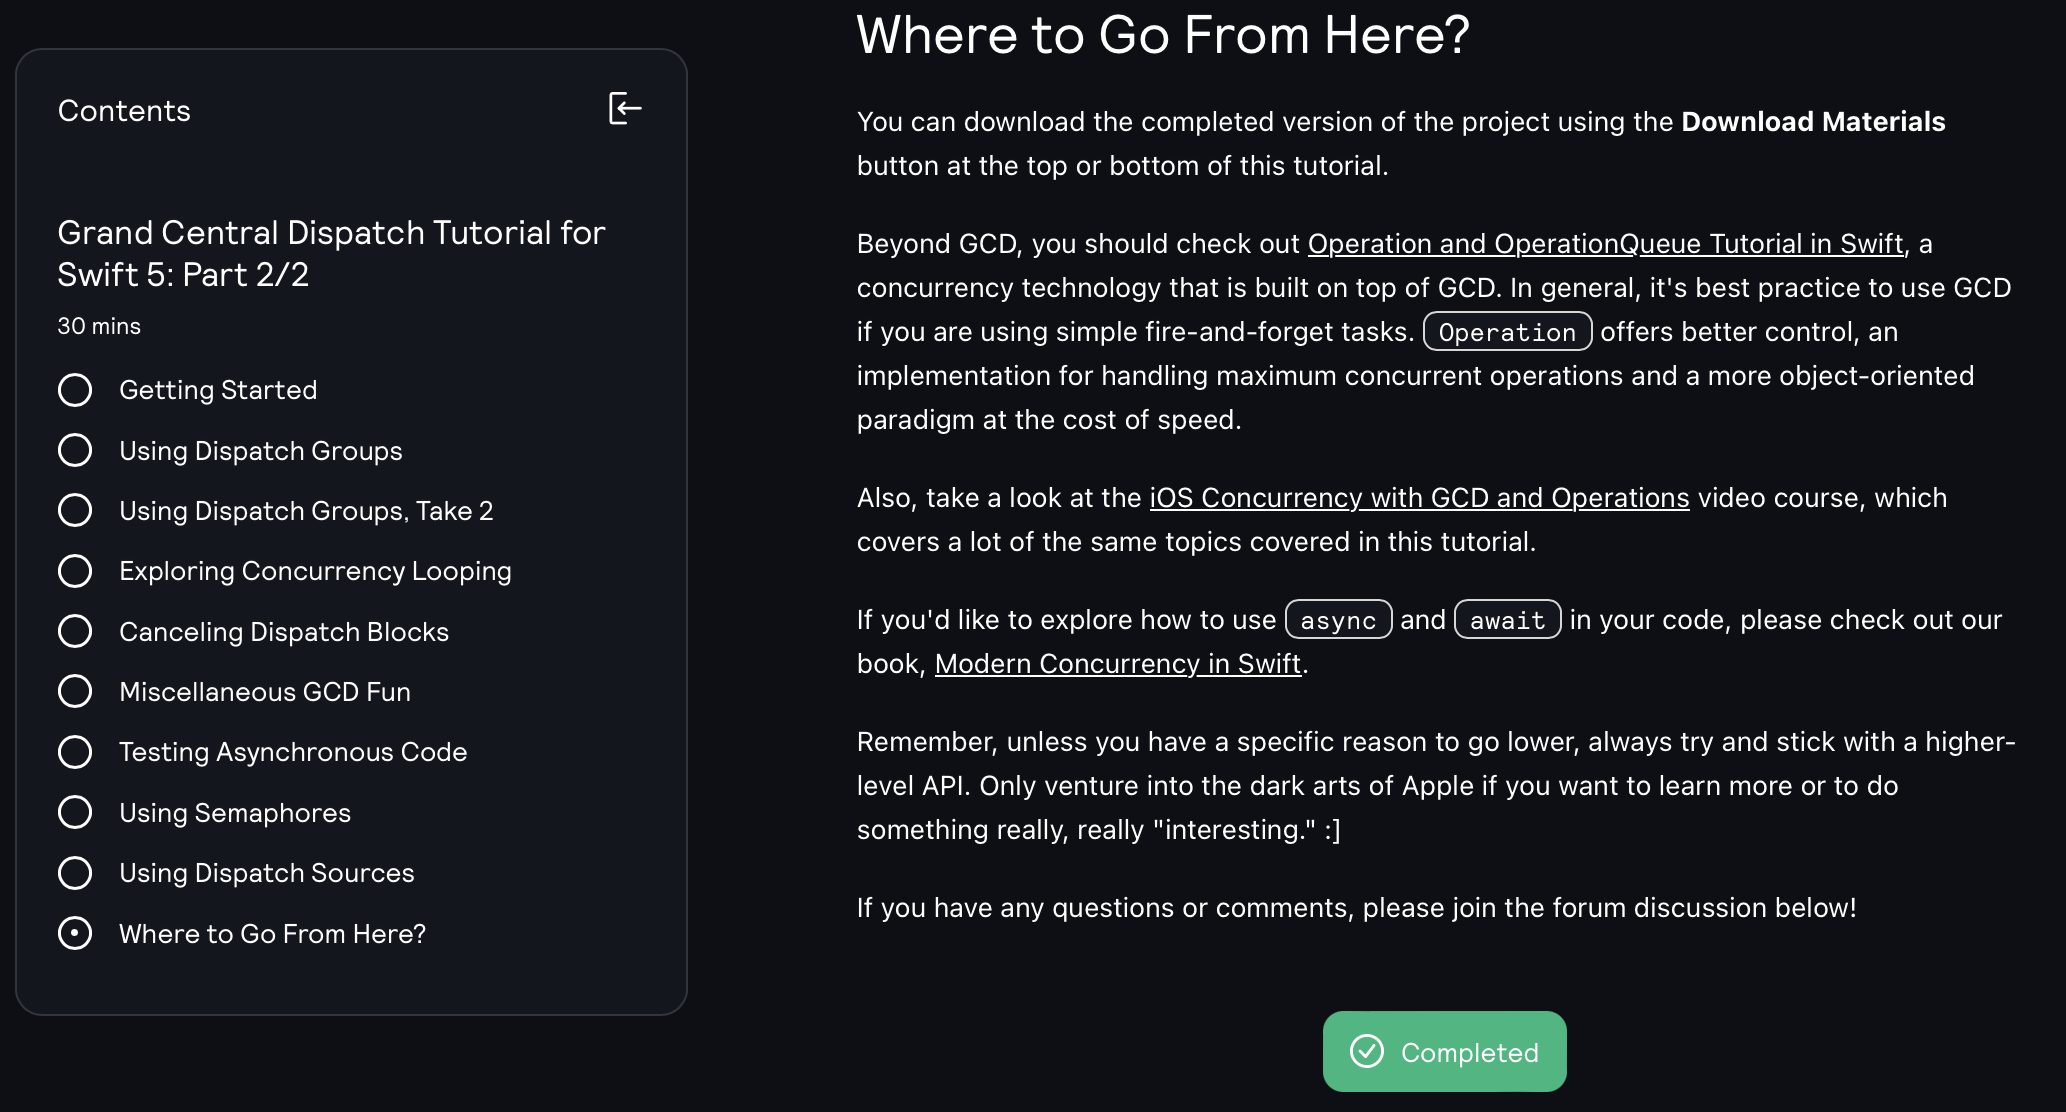 Contents
Grand Central Dispatch Tutorial for
Swift 5: Part 2/2
30 mins
Getting Started
Using Dispatch Groups
Using Dispatch Groups, Take 2
Exploring Concurrency Looping
Canceling Dispatch Blocks
Miscellaneous GCD Fun
Testing Asynchronous Code
Using Semaphores
Using Dispatch Sources
Where to Go From Here?
Where to Go From Here?
You can download the completed version of the project using the Download Materials
button at the top or bottom of this tutorial.
Beyond GCD, you should check out Operation and OperationQueue Tutorial in Swift, a
concurrency technology that is built on top of GCD. In general, it's best practice to use GCD
if you are using simple fire-and-forget tasks. Operation offers better control, an
implementation for handling maximum concurrent operations and a more object-oriented
paradigm at the cost of speed.
Also, take a look at the iOS Concurrency with GCD and Operations video course, which
covers a lot of the same topics covered in this tutorial.
If you'd like to explore how to use async and await in your code, please check out our
book, Modern Concurrency in Swift.
Remember, unless you have a specific reason to go lower, always try and stick with a higher-
level API. Only venture into the dark arts of Apple if you want to learn more or to do
something really, really "interesting." :]
If you have any questions or comments, please join the forum discussion below!
Completed